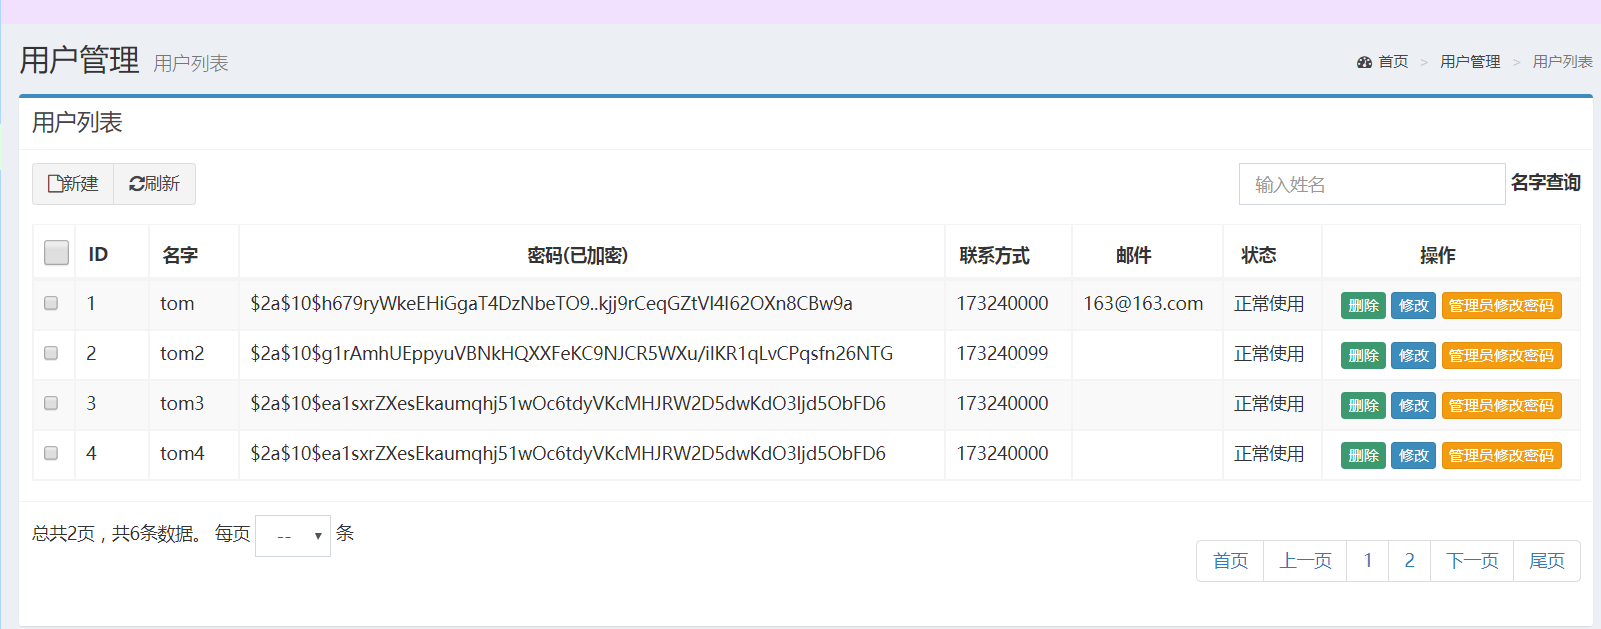 用户管理 用户列表
首页 > 用户管理 > 用户列表
用户列表
新建 刷新 输入姓名 名字查询
ID 名字 密码(已加密) 联系方式 邮件 状态 操作
1 tom $2a$10$h679ryWkeEHiGgaT4DzNbeTO9..kjj9rCeqGZtVl4I62OXn8CBw9a 173240000 163@163.com 正常使用 删除 修改 管理员修改密码
2 tom2 $2a$10$g1rAmhUEppyuVBNkHQXXFeKC9NJCR5WXu/iIKR1qLvCPqsfn26NTG 173240099 正常使用 删除 修改 管理员修改密码
3 tom3 $2a$10$ea1sxrZXesEkaumqhj51wOc6tdyVKcMHJRW2D5dwKdO3ljd5ObFD6 173240000 正常使用 删除 修改 管理员修改密码
4 tom4 $2a$10$ea1sxrZXesEkaumqhj51wOc6tdyVKcMHJRW2D5dwKdO3ljd5ObFD6 173240000 正常使用 删除 修改 管理员修改密码
总共2页，共6条数据。 每页 -- 条
首页 上一页 1 2 下一页 尾页